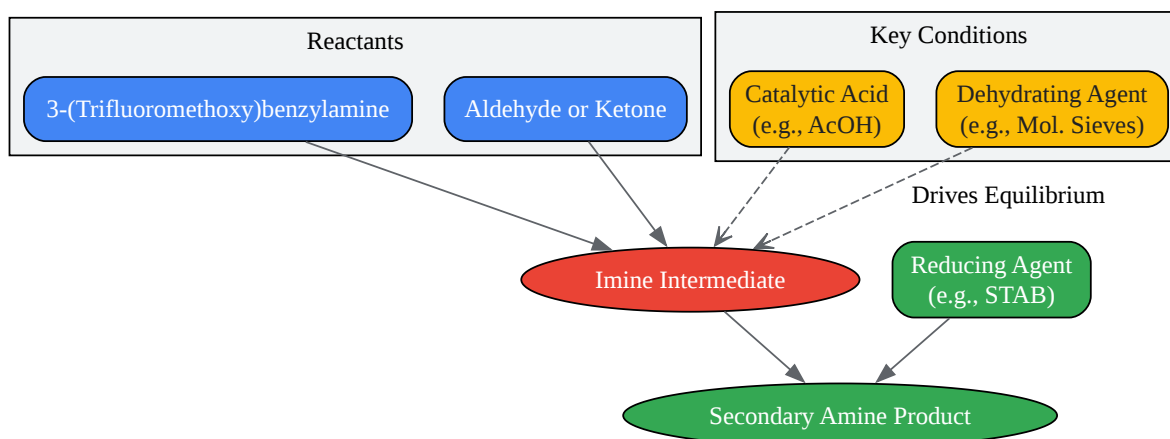 Reactants
Key Conditions
3-(Trifluoromethoxy)benzylamine
Aldehyde or Ketone
Catalytic Acid
(e.g., AcOH)
Dehydrating Agent
(e.g., Mol. Sieves)
Drives Equilibrium
Imine Intermediate
Reducing Agent
(e.g., STAB)
Secondary Amine Product